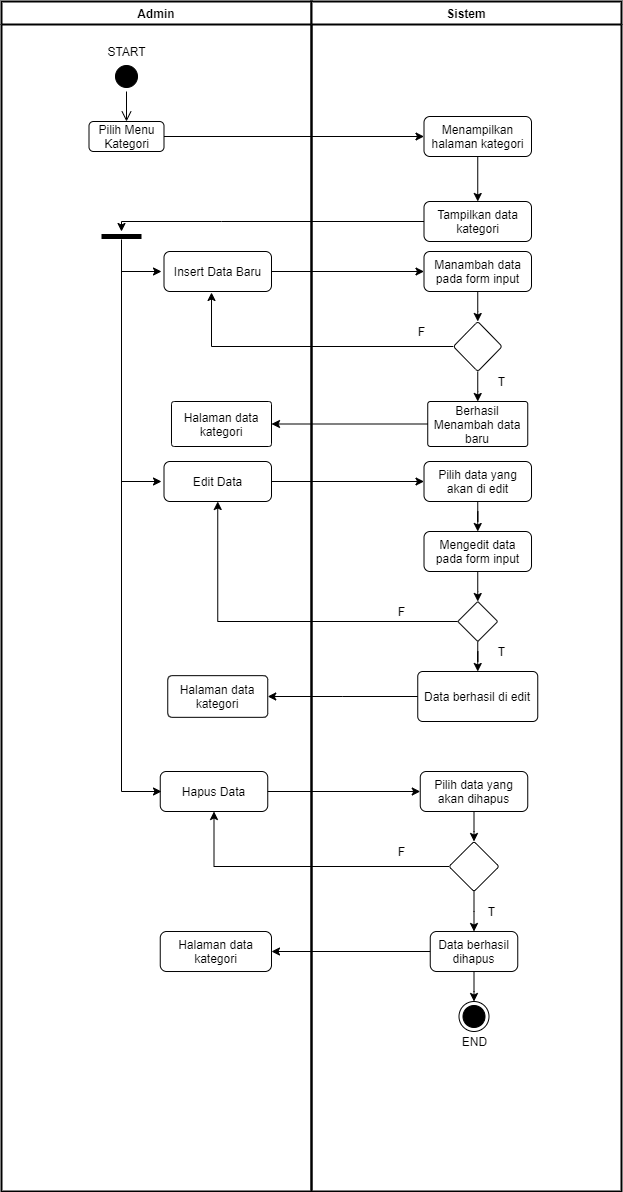 Admin
Sistem
START
Pilih Menu
Kategori
Menampilkan
halaman kategori
Tampilkan data
kategori
Insert Data Baru
Manambah data
pada form input
F
T
Halaman data
kategori
Berhasil
Menambah data
baru
Edit Data
Pilih data yang
akan di edit
Mengedit data
pada form input
F
T
Halaman data
kategori
Data berhasil di edit
Hapus Data
Pilih data yang
akan dihapus
F
T
Halaman data
kategori
Data berhasil
dihapus
END